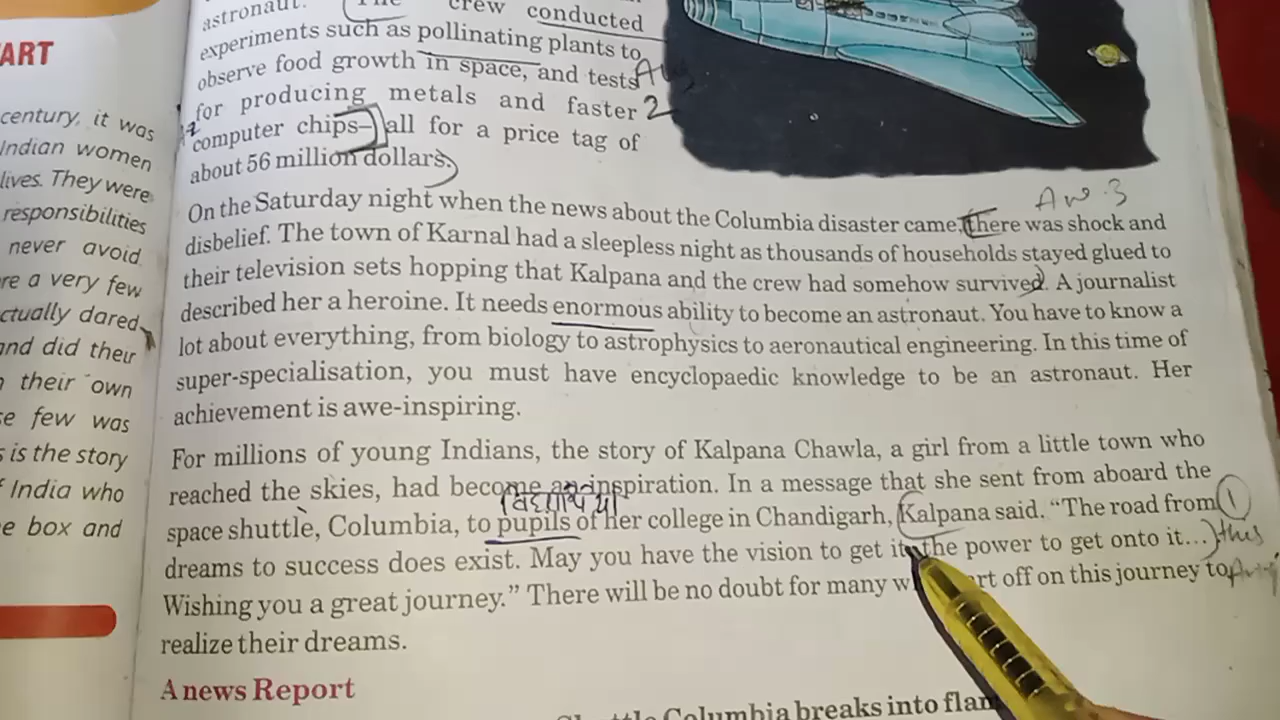 ART
century, it was
Indian women
lives. They were
responsibilities
never avoid
re a very few
ctually dared
and did their
their own
se few was
is the story
India who
e box and
astronaut. The crew conducted
experiments such as pollinating plants to
observe food growth in space, and tests
for producing metals and faster 2
computer chips—all for a price tag of
about 56 million dollars.
Ans 3
On the Saturday night when the news about the Columbia disaster came, there was shock and
disbelief. The town of Karnal had a sleepless night as thousands of households stayed glued to
their television sets hopping that Kalpana and the crew had somehow survived. A journalist
described her a heroine. It needs enormous ability to become an astronaut. You have to know a
lot about everything, from biology to astrophysics to aeronautical engineering. In this time of
super-specialisation, you must have encyclopaedic knowledge to be an astronaut. Her
achievement is awe-inspiring.
For millions of young Indians, the story of Kalpana Chawla, a girl from a little town who
reached the skies, had become an inspiration. In a message that she sent from aboard the
space shuttle, Columbia, to pupils of her college in Chandigarh, Kalpana said. “The road from 1
dreams to success does exist. May you have the vision to get it, the power to get onto it... this
Wishing you a great journey.” There will be no doubt for many off on this journey to
realize their dreams.
A news Report
Columbia breaks into